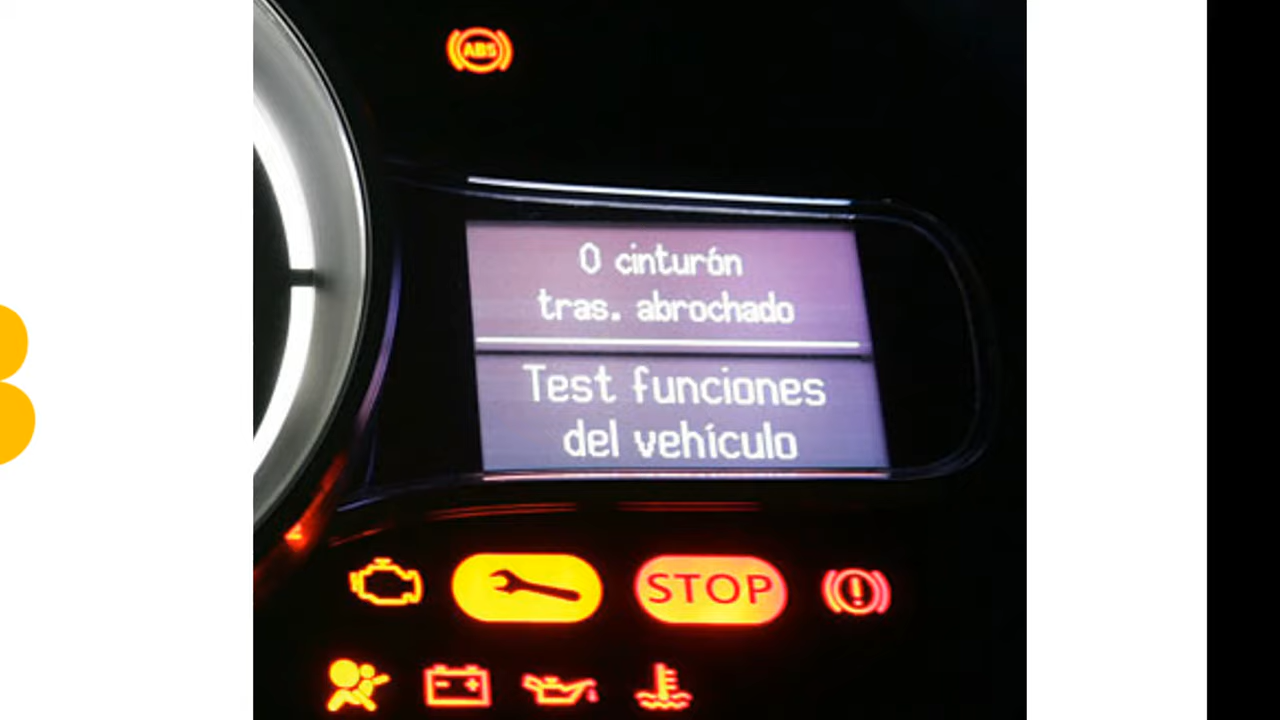 ABS
0 cinturón
tras. abrochado
Test funciones
del vehículo
STOP